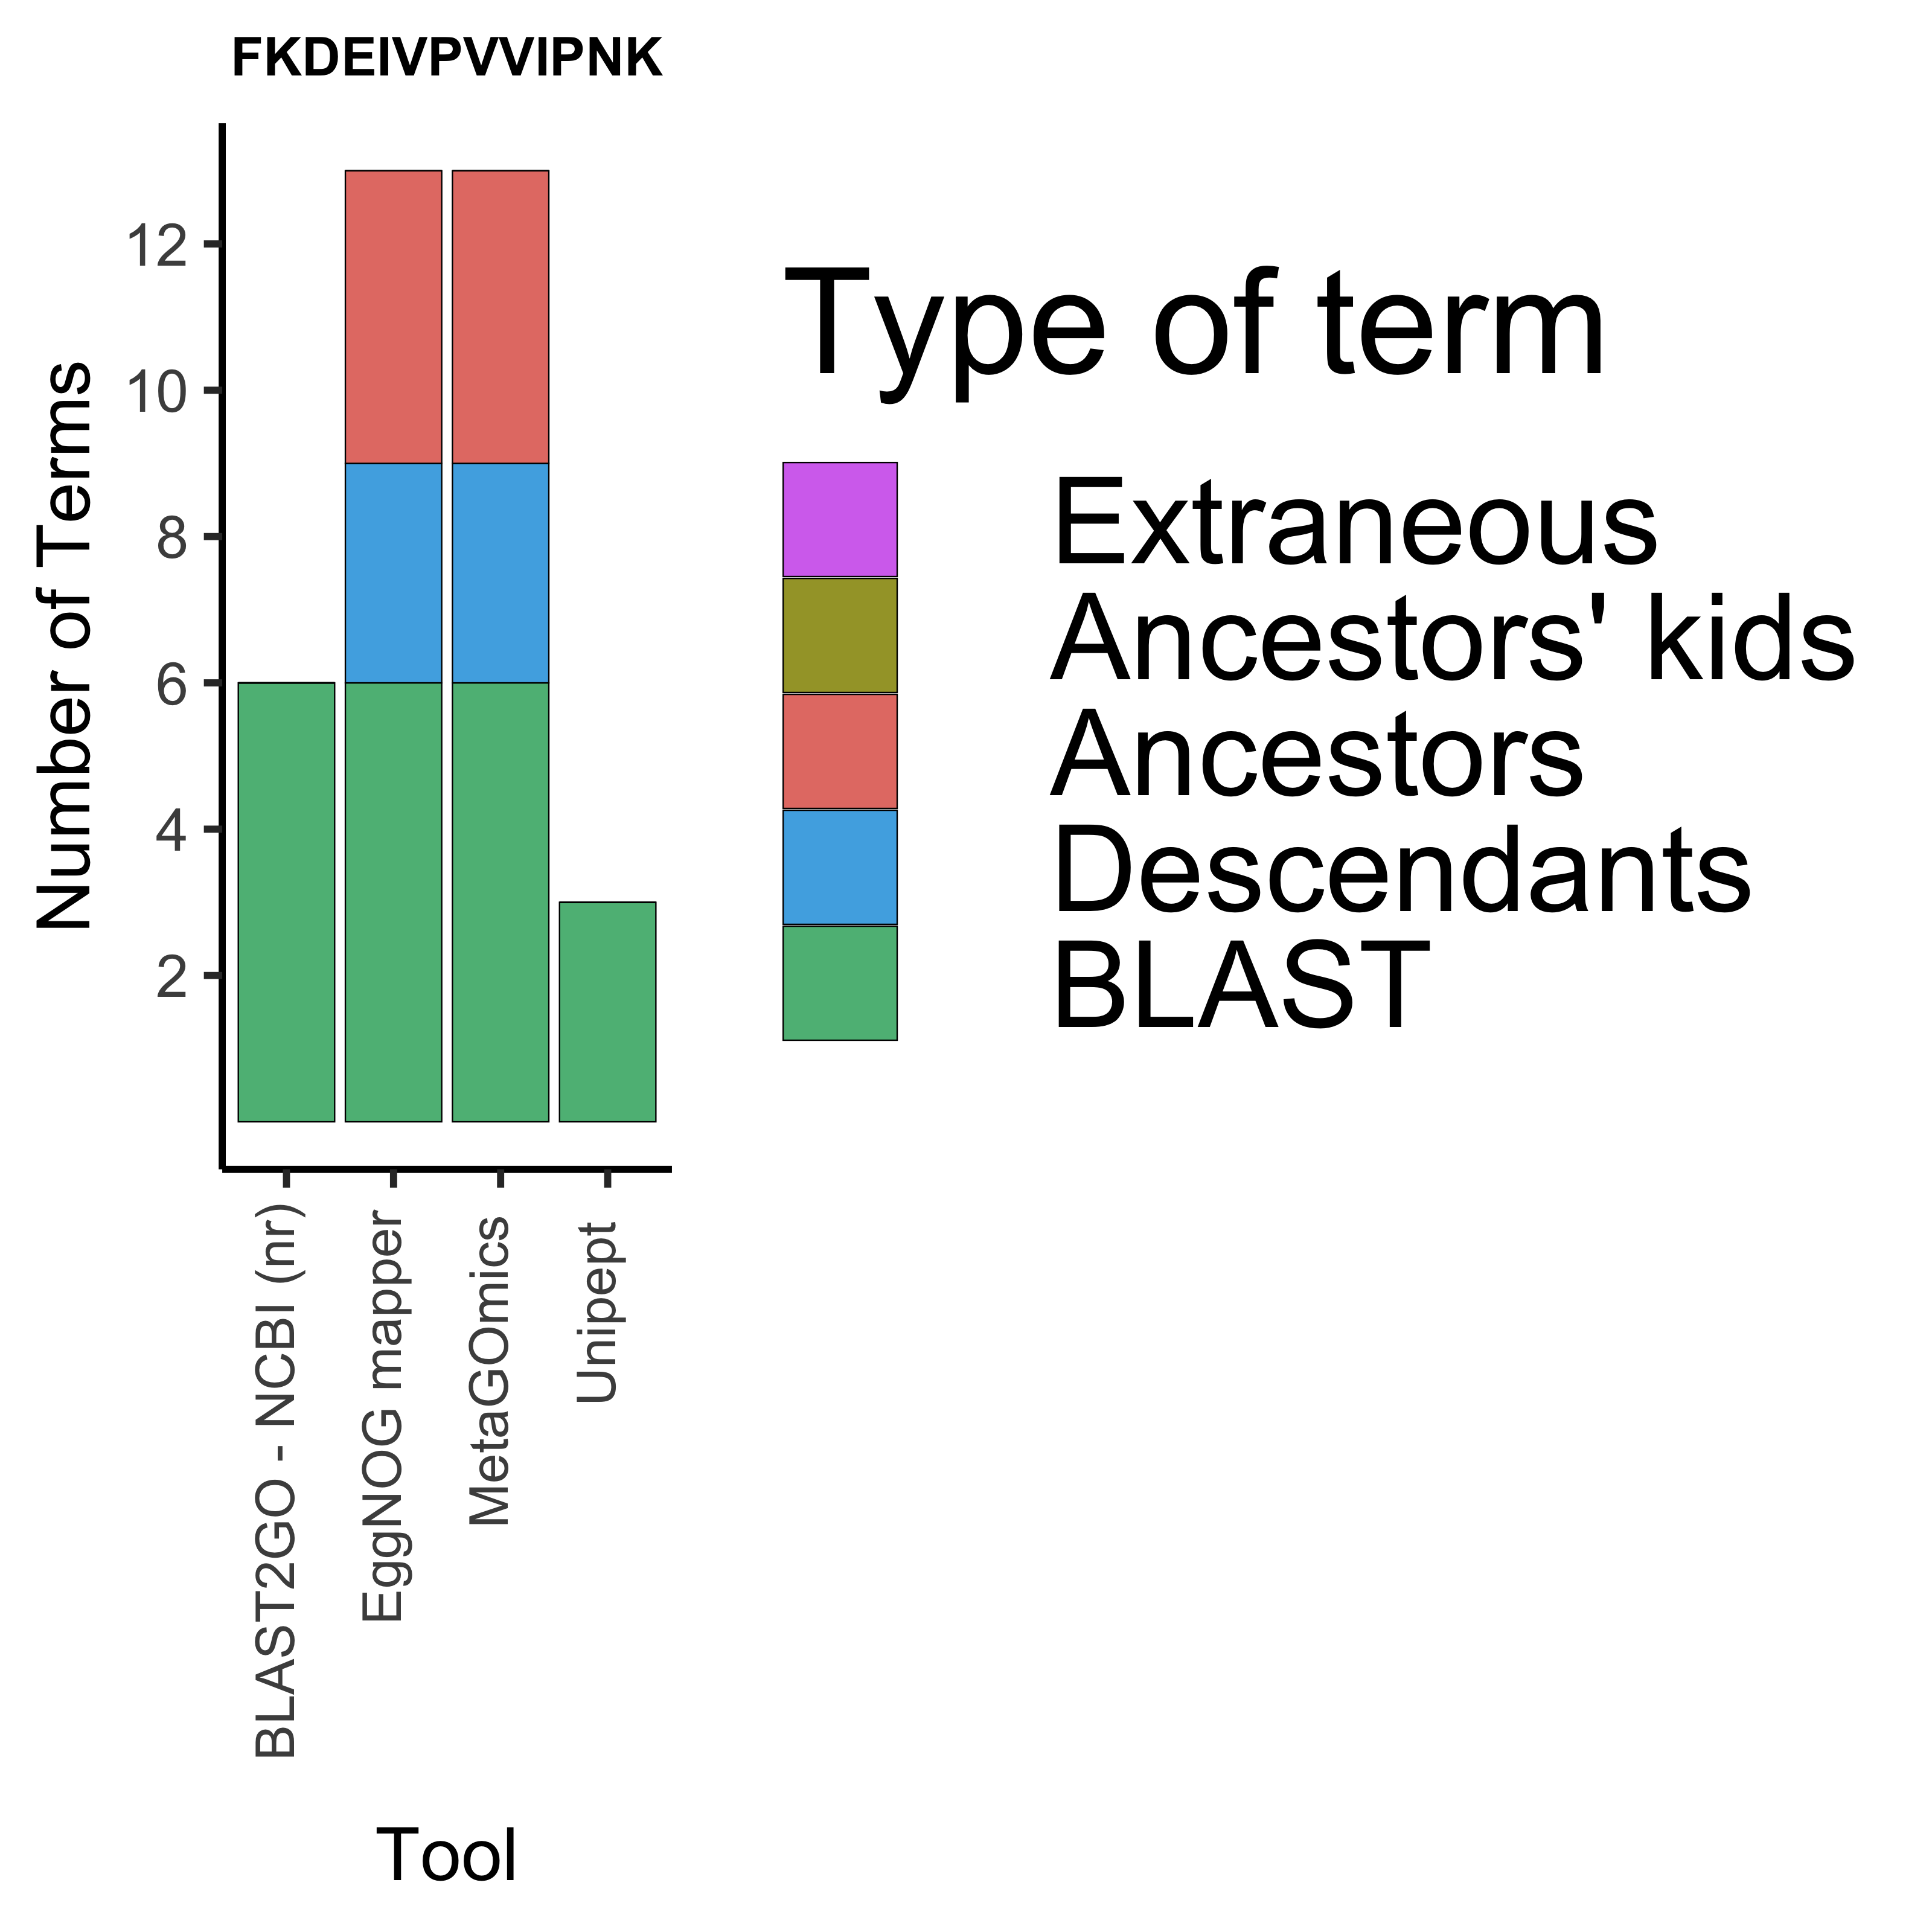 FKDEIVPVVIPNK
Number of Terms
12
10
8
6
4
2
BLAST2GO - NCBI (nr)
EggNOG mapper
MetaGOmics
Unipept
Tool
Type of term
Extraneous
Ancestors' kids
Ancestors
Descendants
BLAST